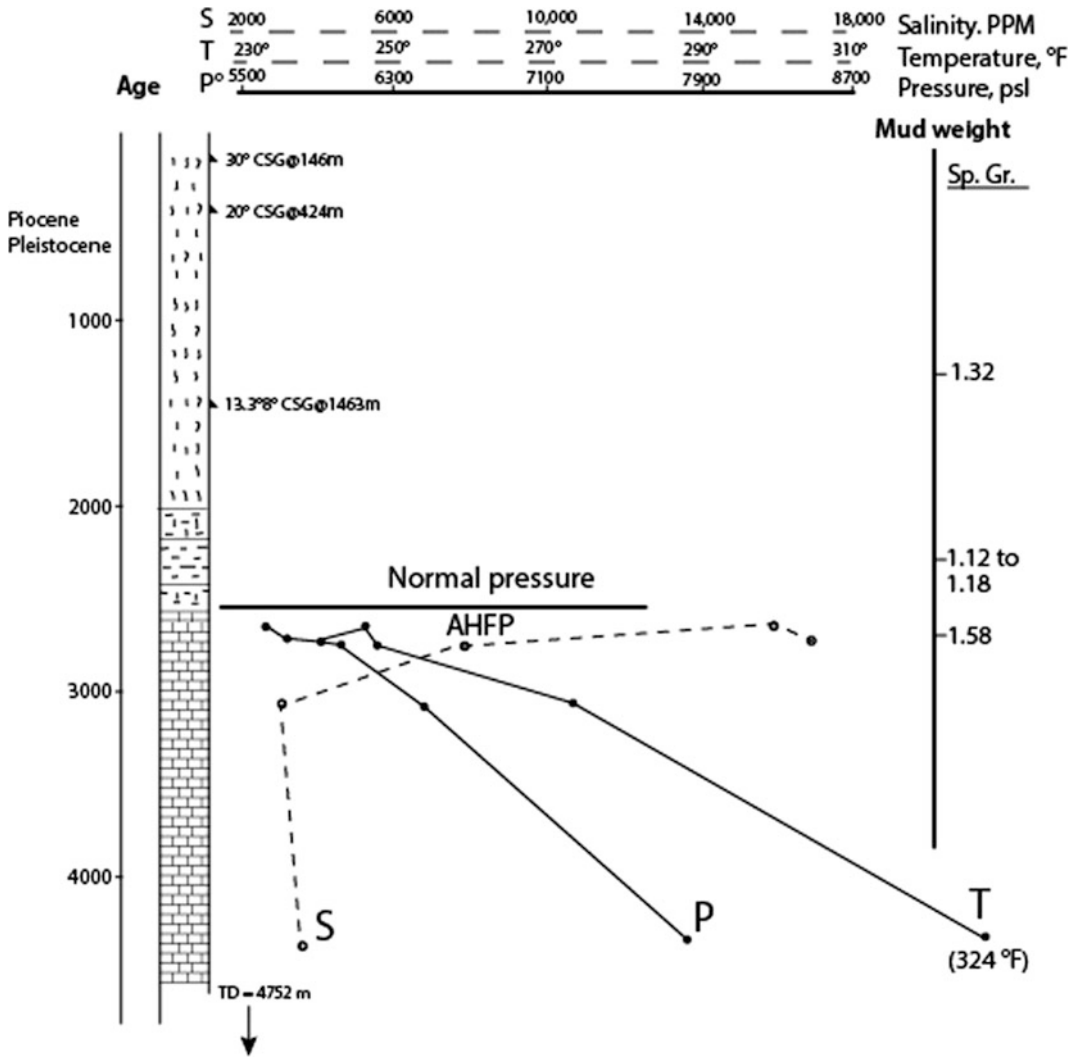 S 2000 6000 10,000 14,000 18,000 Salinity. PPM
T 230° 250° 270° 290° 310° Temperature, °F
P° 5500 6300 7100 7900 8700 Pressure, psl
Age
Mud weight
Sp. Gr.
30° CSG@146m
20° CSG@424m
Piocene
Pleistocene
1000
1.32
13.3°8° CSG@1463m
2000
1.12 to
1.18
Normal pressure
AHFP
1.58
3000
4000
S
P
T
(324 °F)
TD = 4752 m